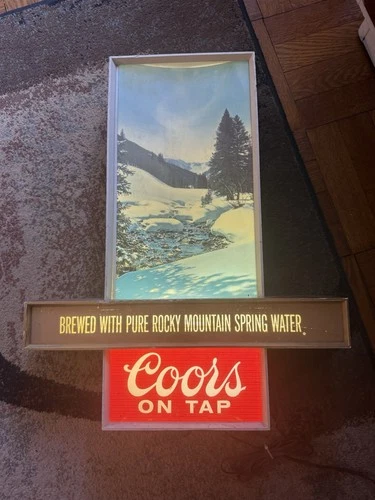 BREWED WITH PURE ROCKY MOUNTAIN SPRING WATER
Coors
ON TAP